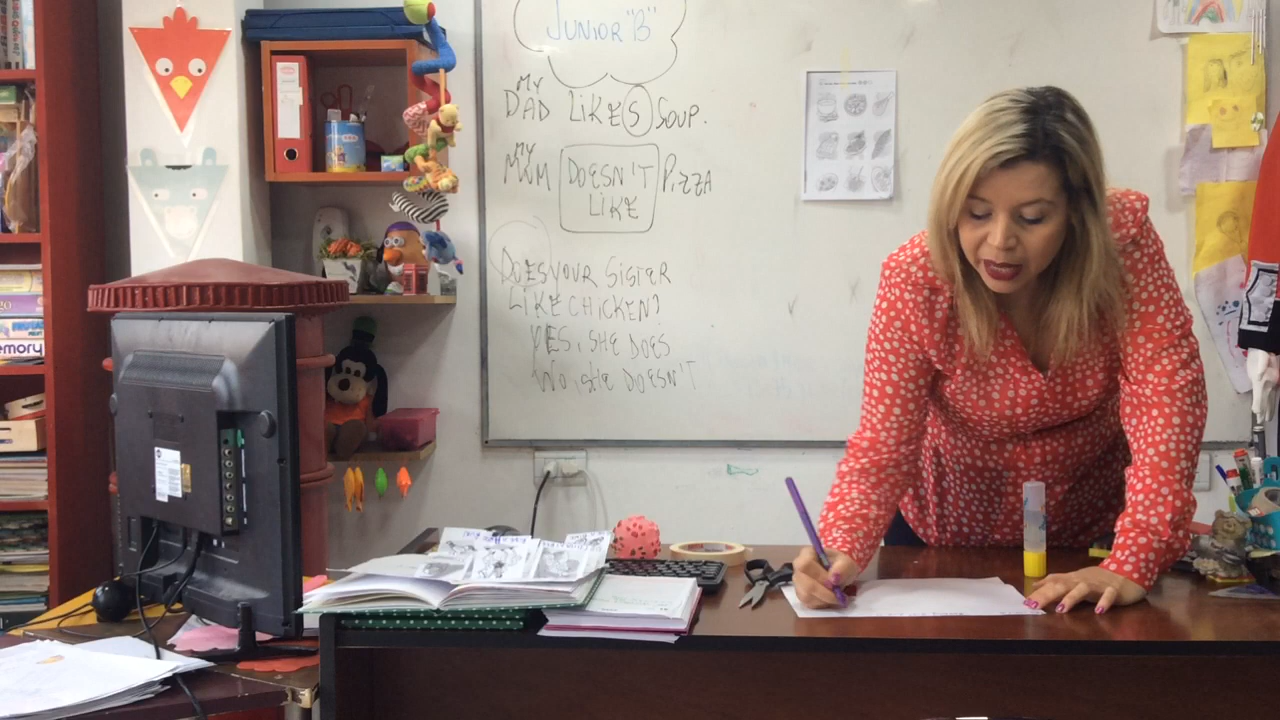 JUNIOR "B"
MY
DAD LIKES SOUP.
MY
MUM DOESN'T PIZZA
LIKE
DOES YOUR SISTER
LIKE CHICKEN?
YES, SHE DOES
NO, SHE DOESN'T
emory